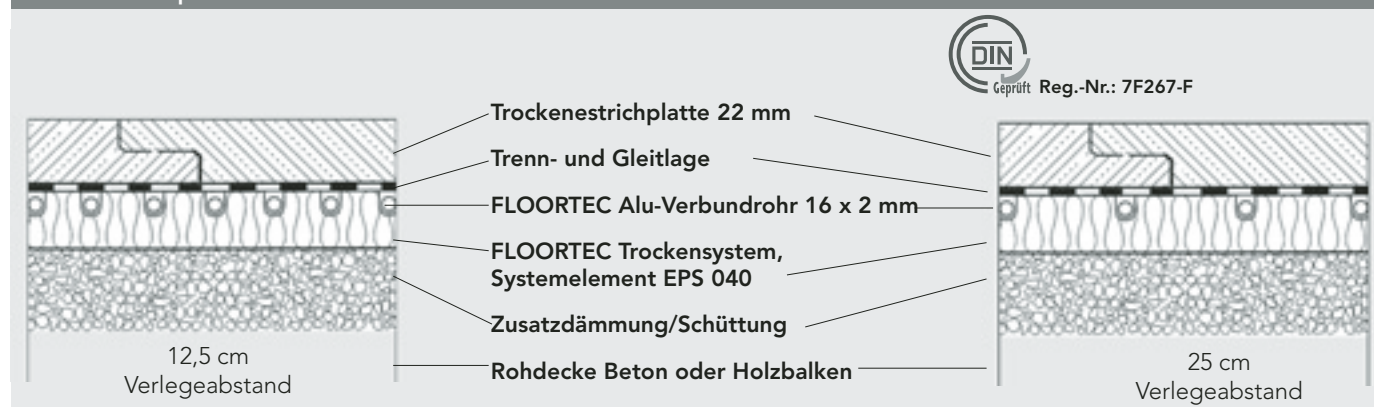 DIN
Geprüft
Reg.-Nr.: 7F267-F
Trockenestrichplatte 22 mm
Trenn- und Gleitlage
FLOORTEC Alu-Verbundrohr 16 x 2 mm
FLOORTEC Trockensystem,
Systemelement EPS 040
Zusatzdämmung/Schüttung
Rohdecke Beton oder Holzbalken
12,5 cm
Verlegeabstand
25 cm
Verlegeabstand